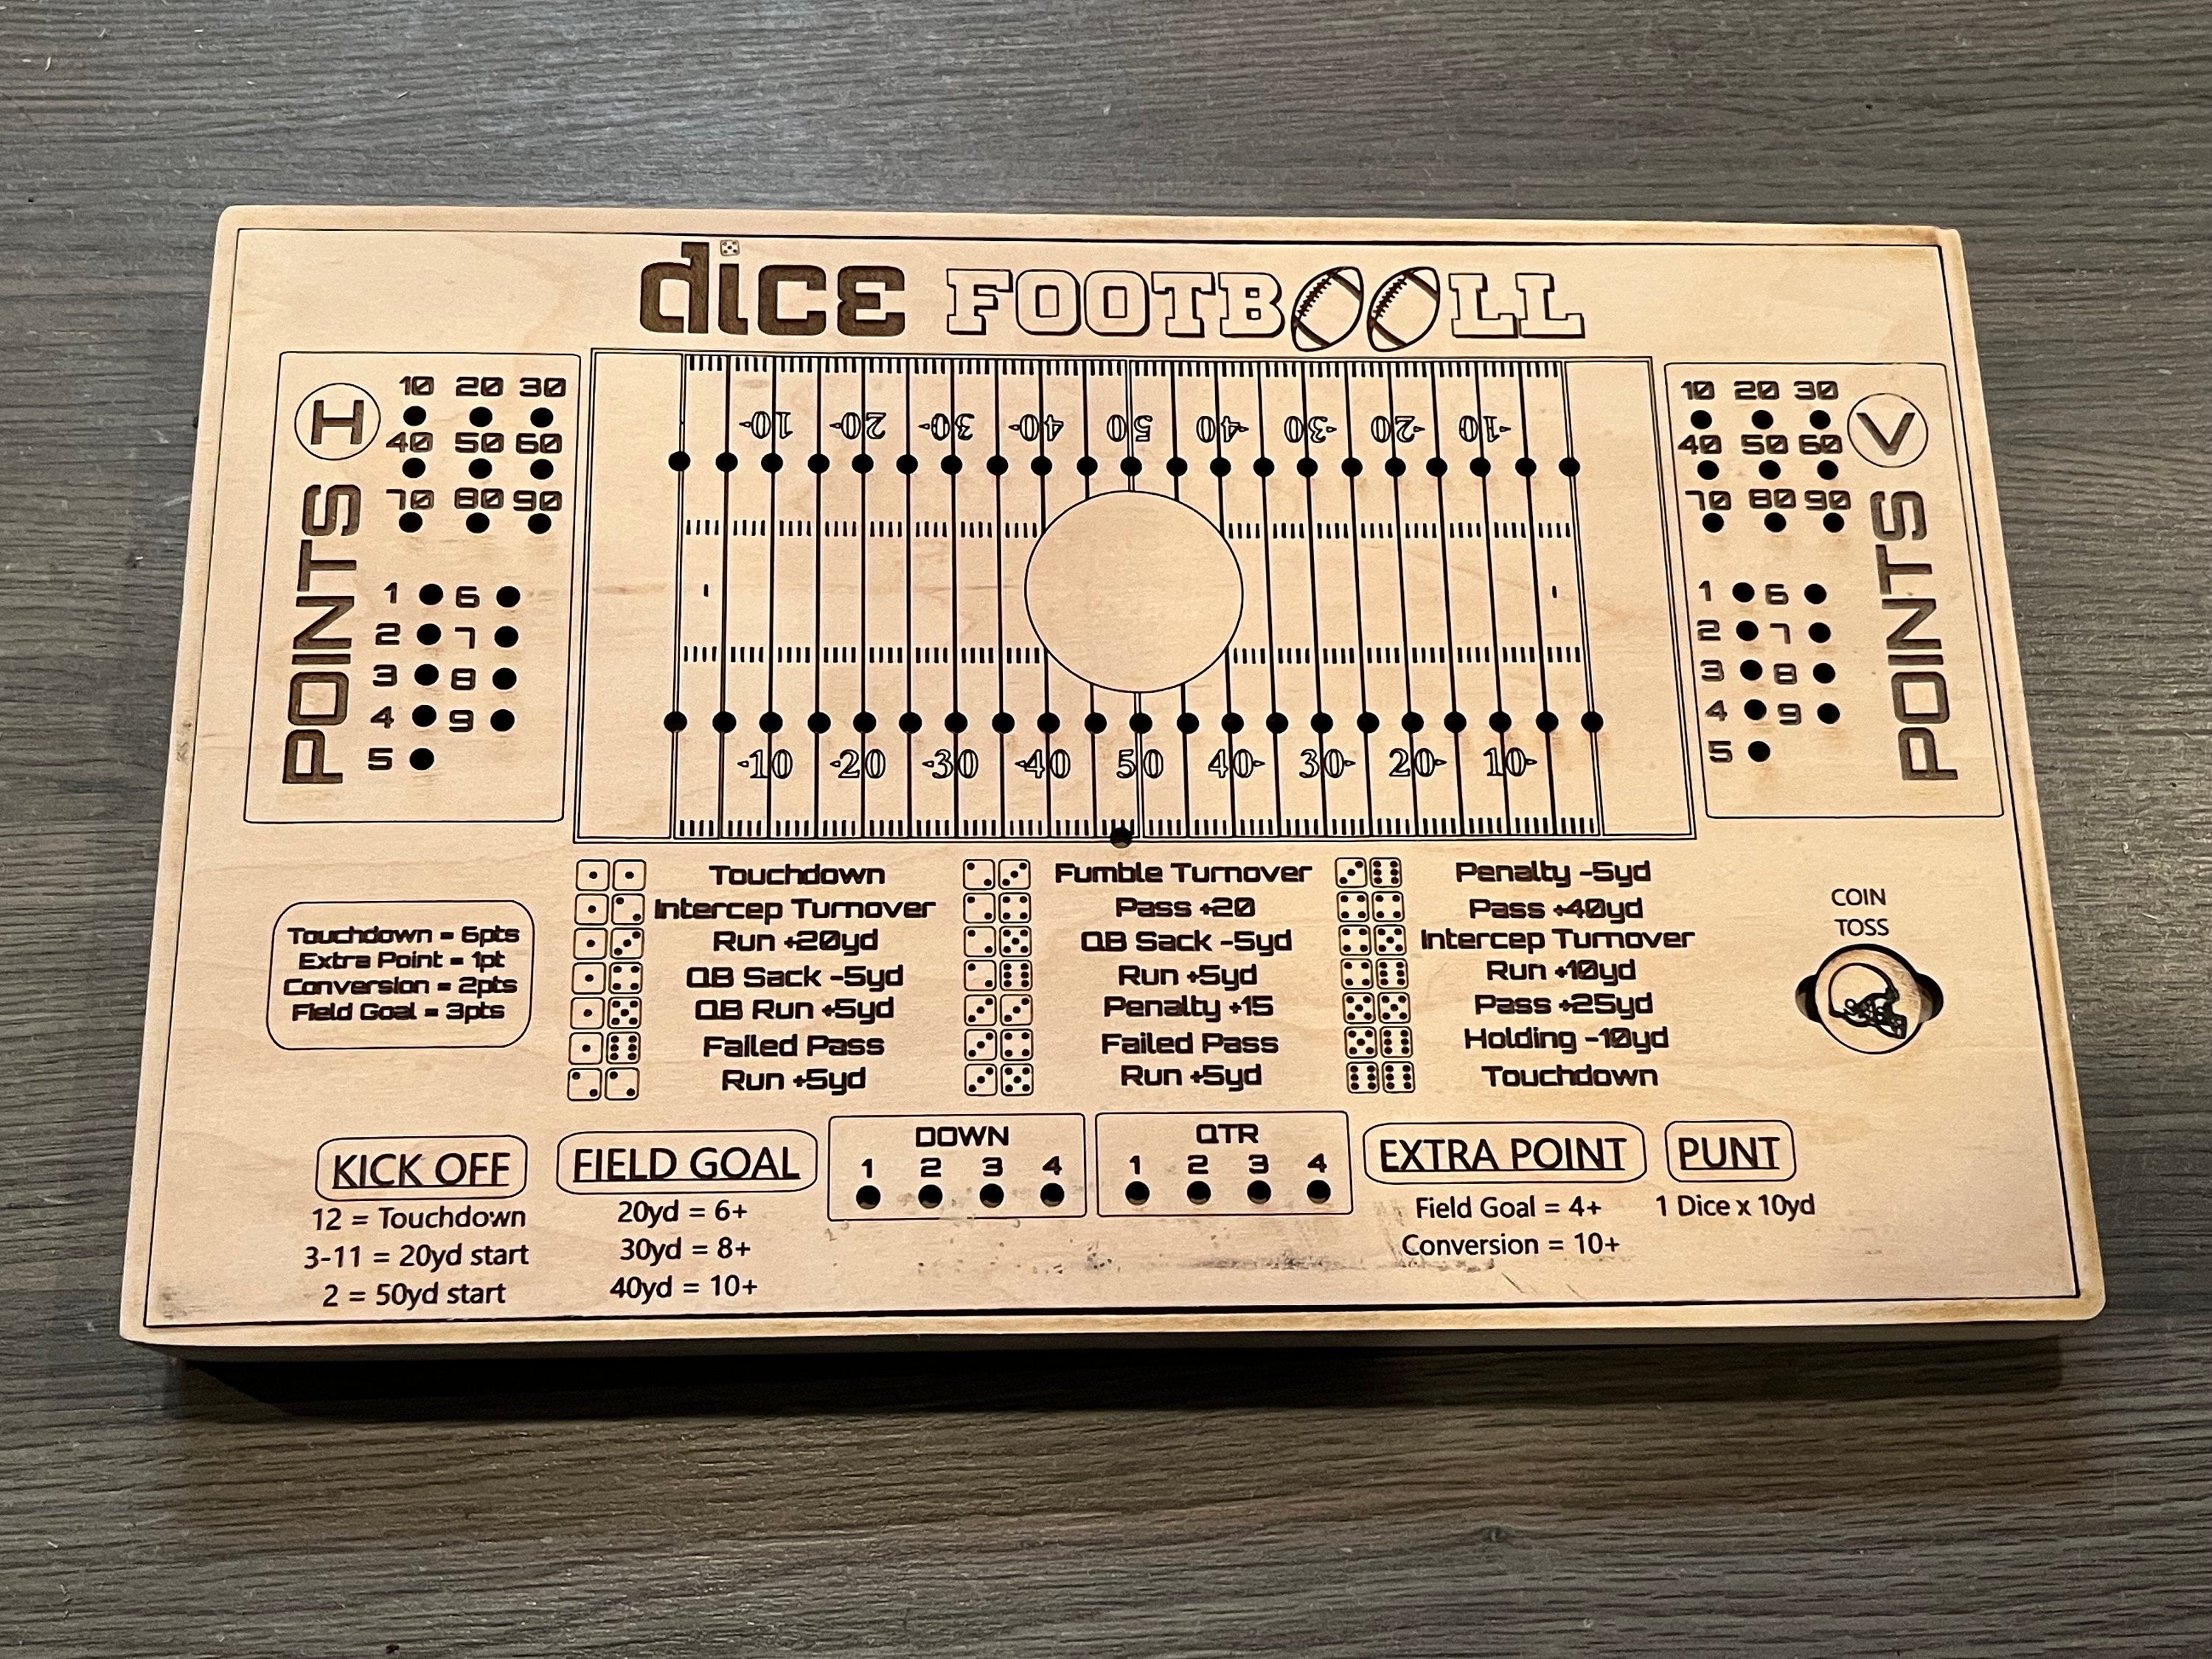 dice FOOTBLL
H
10 20 30
40 50 60
70 80 90
1 6
2 7
3 8
4 9
5
POINTS
10 20 30 40 50 40 30 20 10
10 20 30 40 50 40 30 20 10
V
10 20 30
40 50 60
70 80 90
1 6
2 7
3 8
4 9
5
POINTS
Touchdown = 6pts
Extra Point = 1pt
Conversion = 2pts
Field Goal = 3pts
Touchdown
Intercep Turnover
Run +20yd
QB Sack -5yd
QB Run +5yd
Failed Pass
Run +5yd
Fumble Turnover
Pass +20
QB Sack -5yd
Run +5yd
Penalty +15
Failed Pass
Run +5yd
Penalty -5yd
Pass +40yd
Intercep Turnover
Run +10yd
Pass +25yd
Holding -10yd
Touchdown
COIN
TOSS
KICK OFF
12 = Touchdown
3-11 = 20yd start
2 = 50yd start
FIELD GOAL
20yd = 6+
30yd = 8+
40yd = 10+
DOWN
1 2 3 4
QTR
1 2 3 4
EXTRA POINT
Field Goal = 4+
Conversion = 10+
PUNT
1 Dice x 10yd